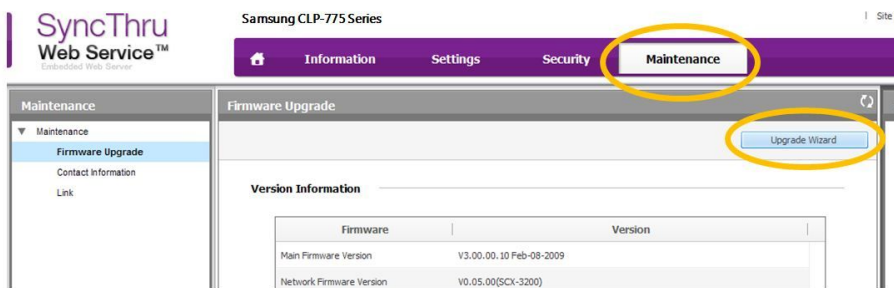 SyncThru
Web Service™
Embedded Web Server
Samsung CLP-775 Series
Site
Information Settings Security Maintenance
Maintenance
Maintenance
Firmware Upgrade
Contact Information
Link
Firmware Upgrade
Upgrade Wizard
Version Information
Firmware Version
Main Firmware Version V3.00.00.10 Feb-08-2009
Network Firmware Version V0.05.00(SCX-3200)